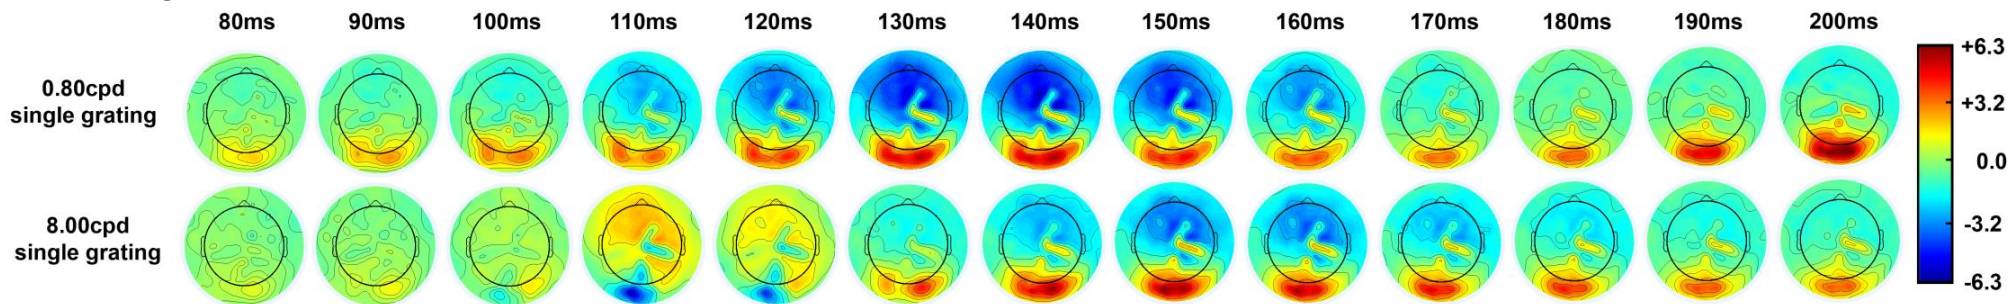 80ms 90ms 100ms 110ms 120ms 130ms 140ms 150ms 160ms 170ms 180ms 190ms 200ms
0.80cpd
single grating
8.00cpd
single grating
+6.3
+3.2
0.0
-3.2
-6.3